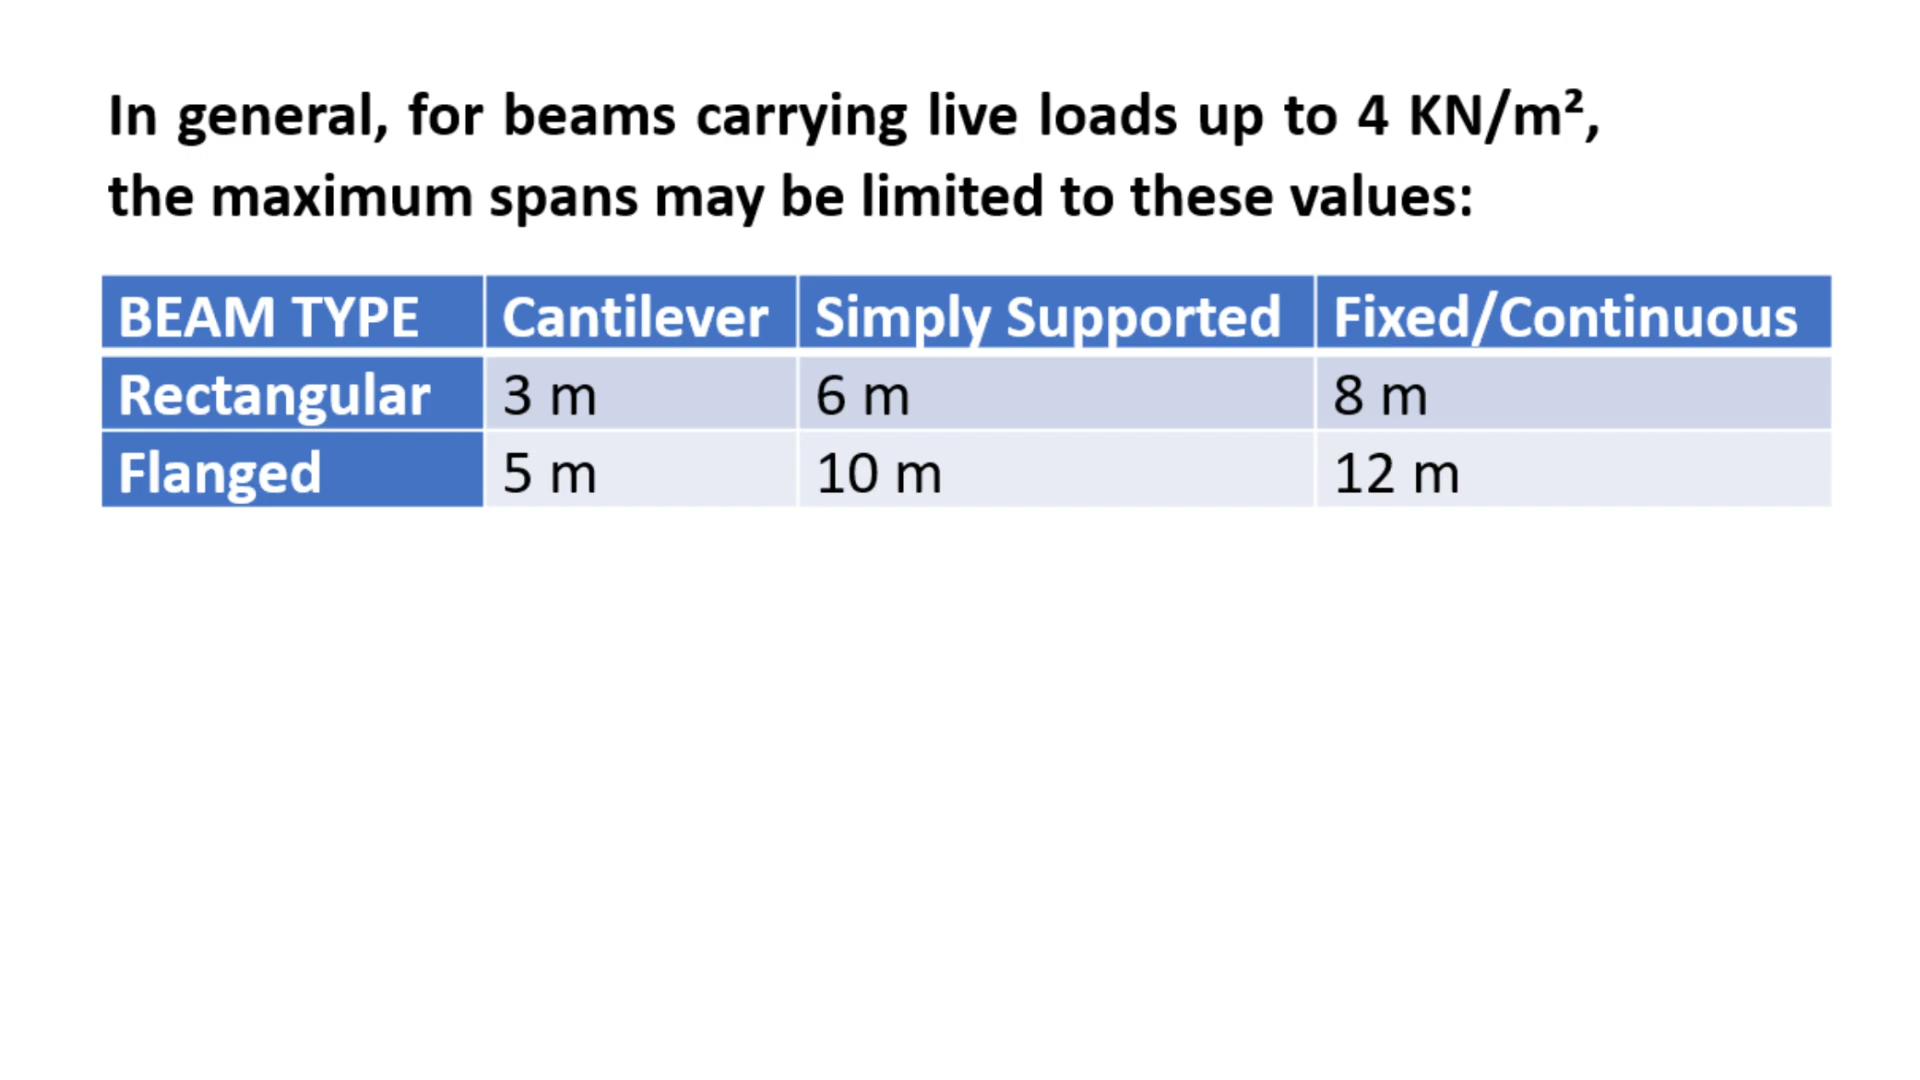 In general, for beams carrying live loads up to 4 KN/m²,
the maximum spans may be limited to these values:
BEAM TYPE Cantilever Simply Supported Fixed/Continuous
Rectangular 3 m 6 m 8 m
Flanged 5 m 10 m 12 m